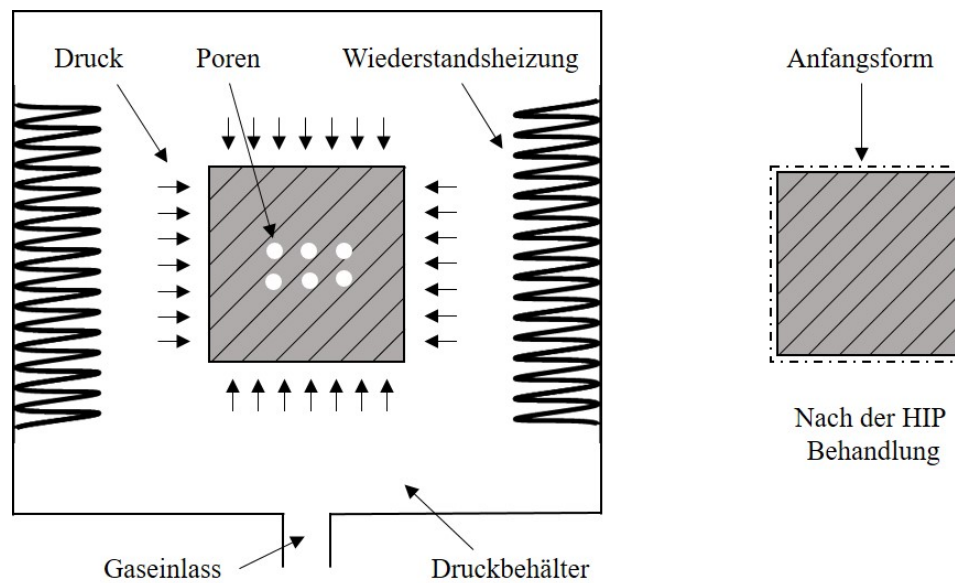 Druck
Poren
Wiederstandsheizung
Anfangsform
Nach der HIP
Behandlung
Gaseinlass
Druckbehälter